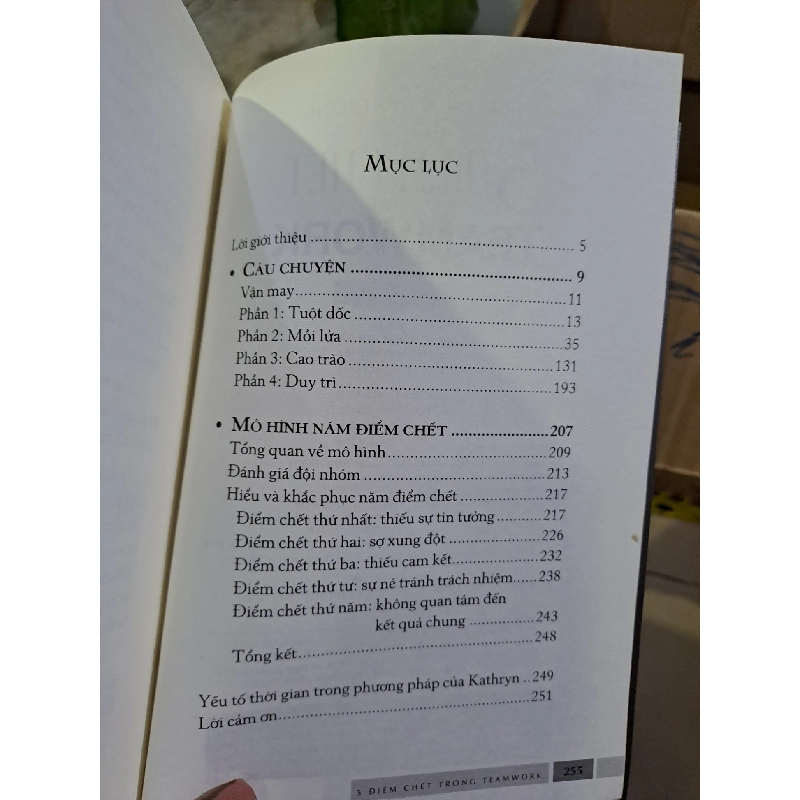 MỤC LỤC
Lời giới thiệu ........ 5
• CÂU CHUYỆN ........ 9
Vận may ........ 11
Phần 1: Tuột dốc ........ 13
Phần 2: Mồi lửa ........ 35
Phần 3: Cao trào ........ 131
Phần 4: Duy trì ........ 193
• MÔ HÌNH NĂM ĐIỂM CHẾT ........ 207
Tổng quan về mô hình ........ 209
Đánh giá đội nhóm ........ 213
Hiểu và khắc phục năm điểm chết ........ 217
Điểm chết thứ nhất: thiếu sự tin tưởng ........ 217
Điểm chết thứ hai: sợ xung đột ........ 226
Điểm chết thứ ba: thiếu cam kết ........ 232
Điểm chết thứ tư: sự né tránh trách nhiệm ........ 238
Điểm chết thứ năm: không quan tâm đến
kết quả chung ........ 243
Tổng kết ........ 248
Yếu tố thời gian trong phương pháp của Kathryn .. 249
Lời cảm ơn ........ 251
5 ĐIỂM CHẾT TRONG TEAMWORK 255